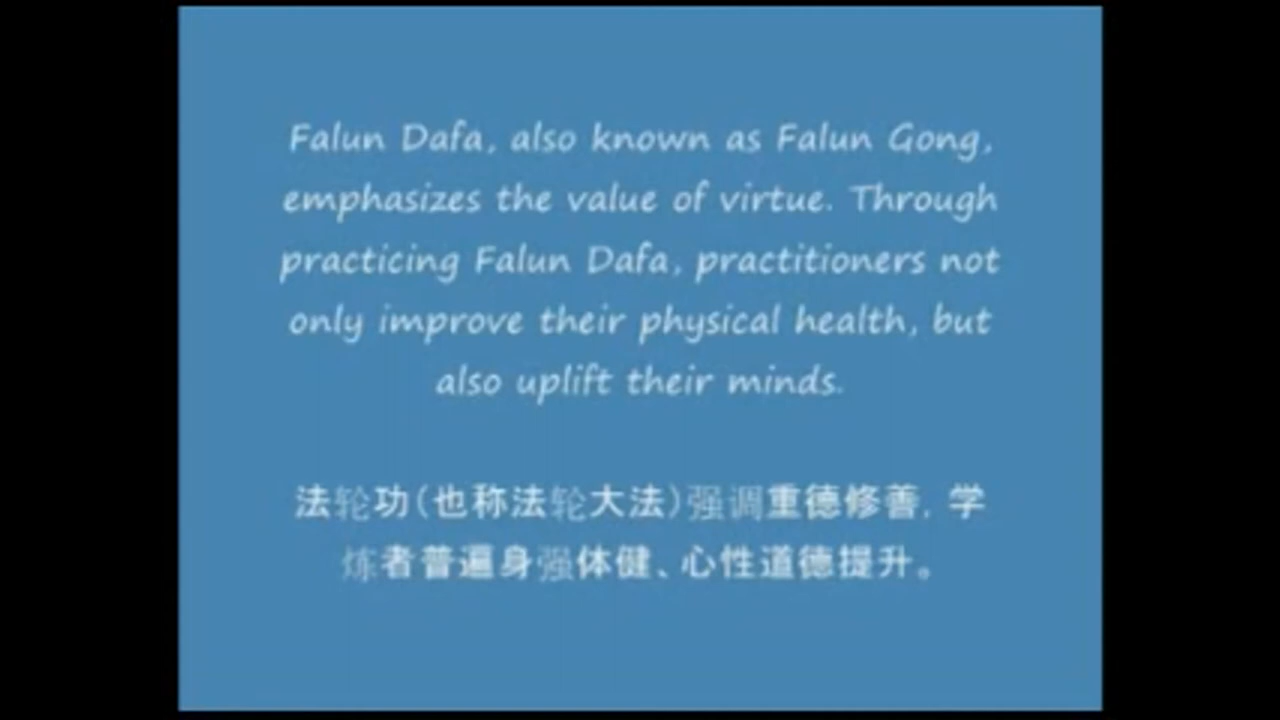 Falun Dafa, also known as Falun Gong,
emphasizes the value of virtue. Through
practicing Falun Dafa, practitioners not
only improve their physical health, but
also uplift their minds.
法轮功(也称法轮大法)强调重德修善, 学
炼者普遍身强体健、心性道德提升。